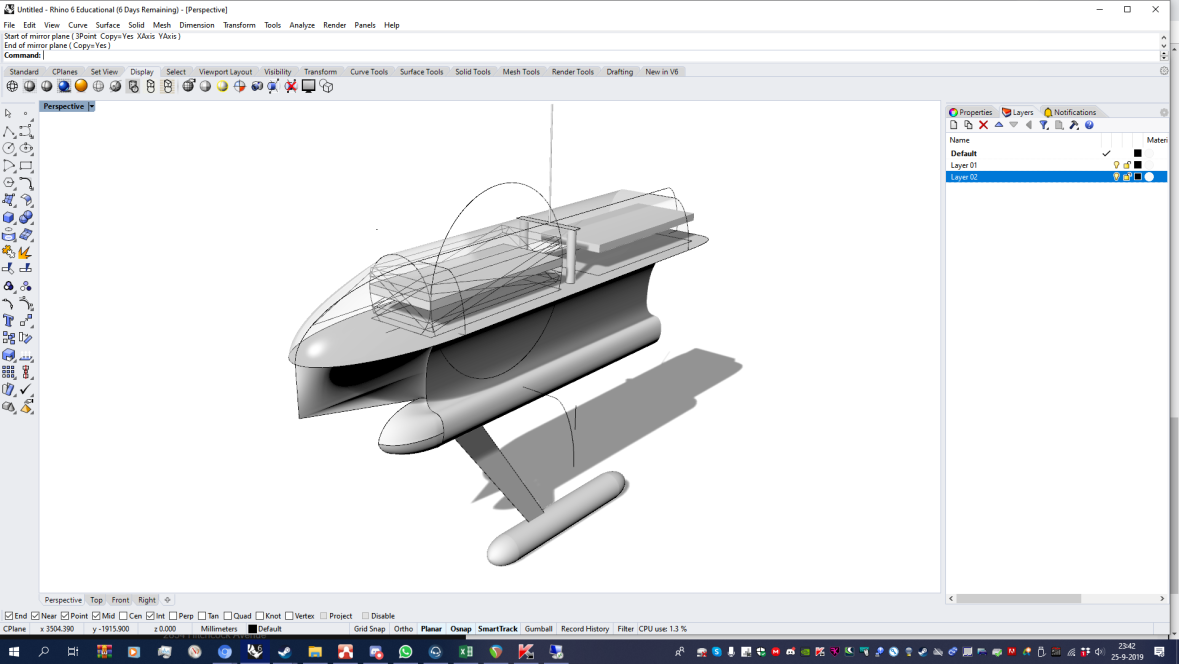 Untitled - Rhino 6 Educational (6 Days Remaining) - [Perspective]
File Edit View Curve Surface Solid Mesh Dimension Transform Tools Analyze Render Panels Help
Start of mirror plane ( 3Point Copy=Yes XAxis YAxis )
End of mirror plane ( Copy=Yes )
Command:
Standard CPlanes Set View Display Select Viewport Layout Visibility Transform Curve Tools Surface Tools Solid Tools Mesh Tools Render Tools Drafting New in V6
Perspective
Properties Layers Notifications
Name Materi
Default
Layer 01
Layer 02
Perspective Top Front Right
End Near Point Mid Cen Int Perp Tan Quad Knot Vertex Project Disable
CPlane x 3504.390 y -1915.900 z 0.000 Millimeters Default Grid Snap Ortho Planar Osnap SmartTrack Gumball Record History Filter CPU use: 1.3 %
23:42
25-9-2019